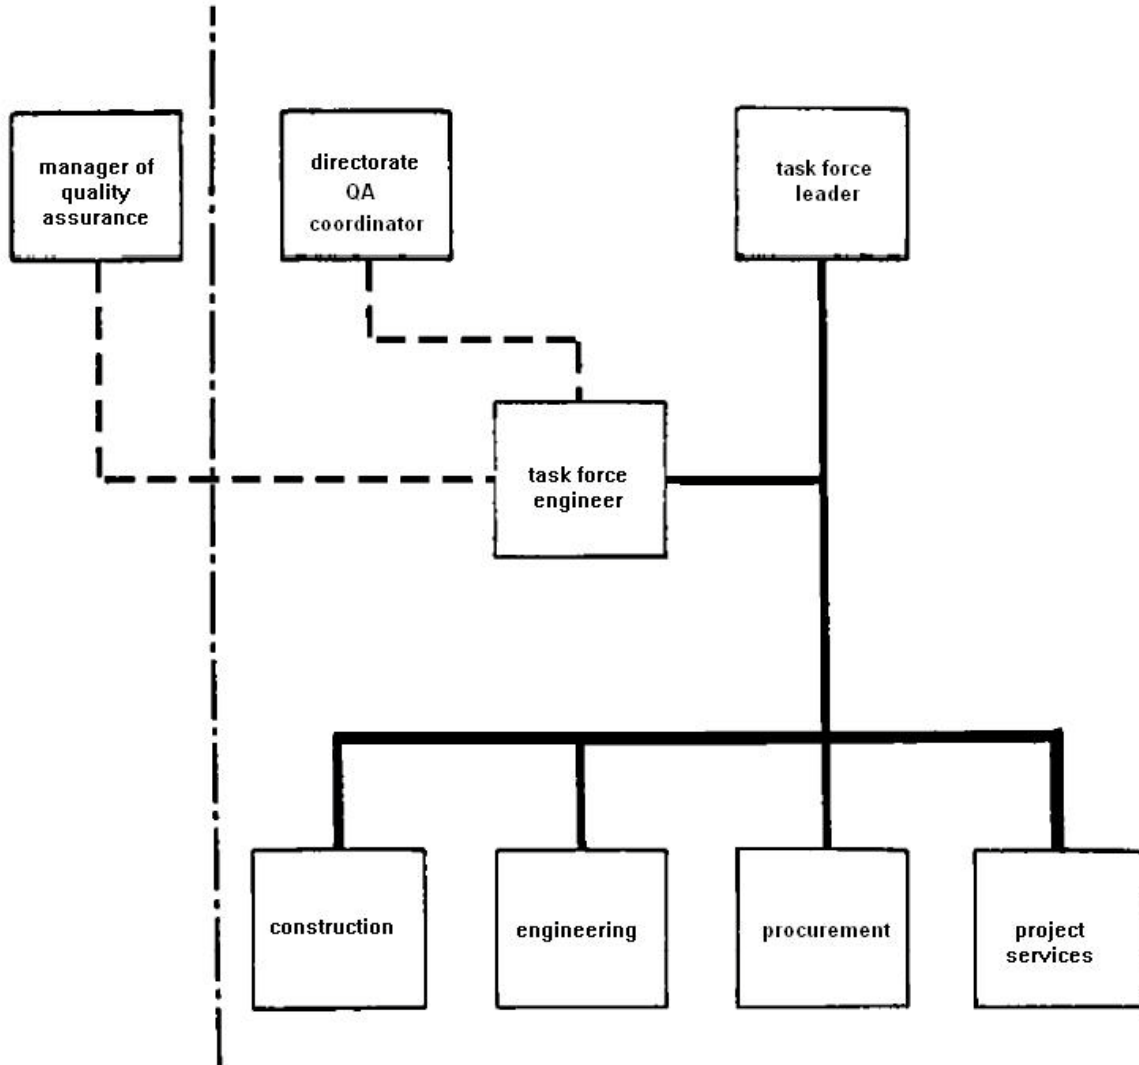 manager of
quality
assurance
directorate
QA
coordinator
task force
leader
task force
engineer
construction
engineering
procurement
project
services